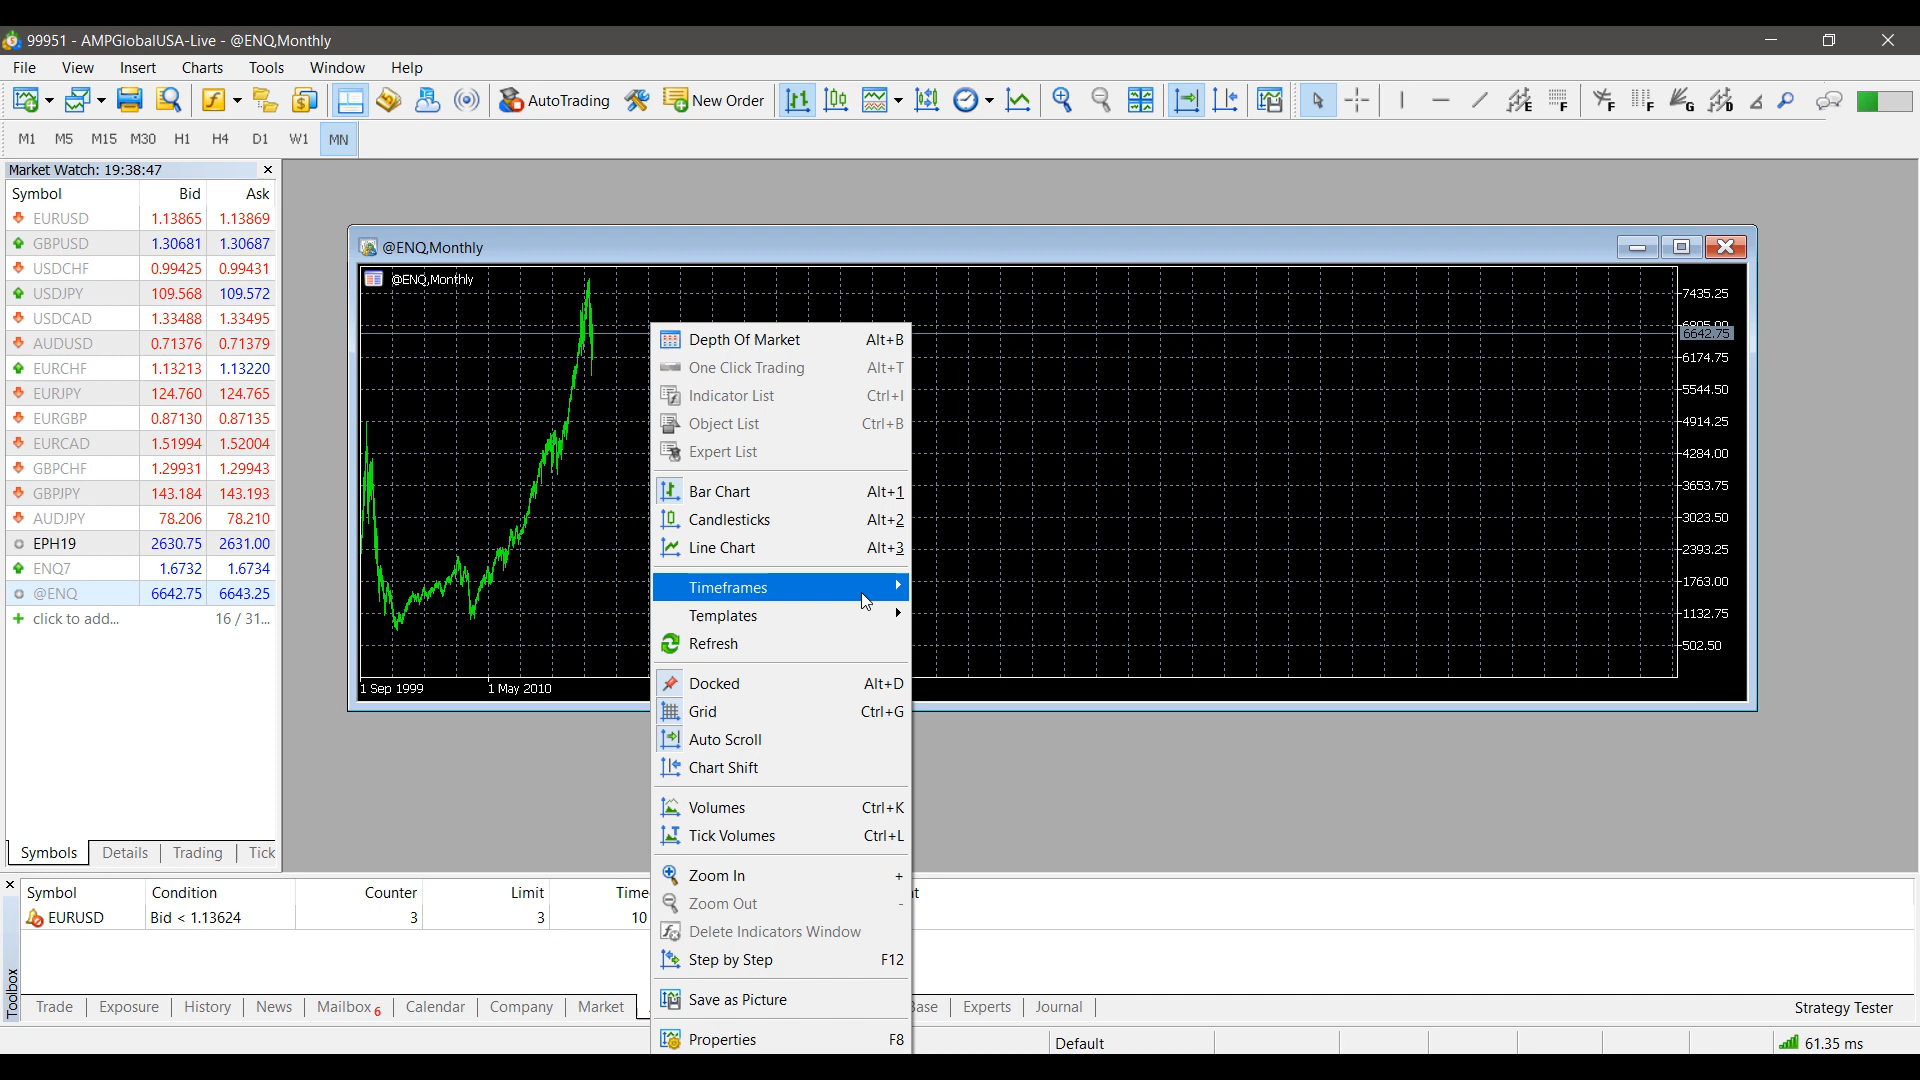 99951 - AMPGlobalUSA-Live - @ENQ,Monthly
File View Insert Charts Tools Window Help
AutoTrading New Order
M1 M5 M15 M30 H1 H4 D1 W1 MN
Market Watch: 19:38:47
Symbol Bid Ask
EURUSD 1.13865 1.13869
GBPUSD 1.30681 1.30687
USDCHF 0.99425 0.99431
USDJPY 109.568 109.572
USDCAD 1.33488 1.33495
AUDUSD 0.71376 0.71379
EURCHF 1.13213 1.13220
EURJPY 124.760 124.765
EURGBP 0.87130 0.87135
EURCAD 1.51994 1.52004
GBPCHF 1.29931 1.29943
GBPJPY 143.184 143.193
AUDJPY 78.206 78.210
EPH19 2630.75 2631.00
ENQ7 1.6732 1.6734
@ENQ 6642.75 6643.25
click to add... 16 / 31...
Symbols Details Trading Tick
@ENQ,Monthly
@ENQ,Monthly
7435.25
6642.75
6174.75
5544.50
4914.25
4284.00
3653.75
3023.50
2393.25
1763.00
1132.75
502.50
1 Sep 1999 1 May 2010
Depth Of Market Alt+B
One Click Trading Alt+T
Indicator List Ctrl+I
Object List Ctrl+B
Expert List
Bar Chart Alt+1
Candlesticks Alt+2
Line Chart Alt+3
Timeframes
Templates
Refresh
Docked Alt+D
Grid Ctrl+G
Auto Scroll
Chart Shift
Volumes Ctrl+K
Tick Volumes Ctrl+L
Zoom In +
Zoom Out -
Delete Indicators Window
Step by Step F12
Save as Picture
Properties F8
Symbol Condition Counter Limit Time
EURUSD Bid < 1.13624 3 3 10
Toolbox
Trade Exposure History News Mailbox 6 Calendar Company Market Base Experts Journal Strategy Tester
Default 61.35 ms